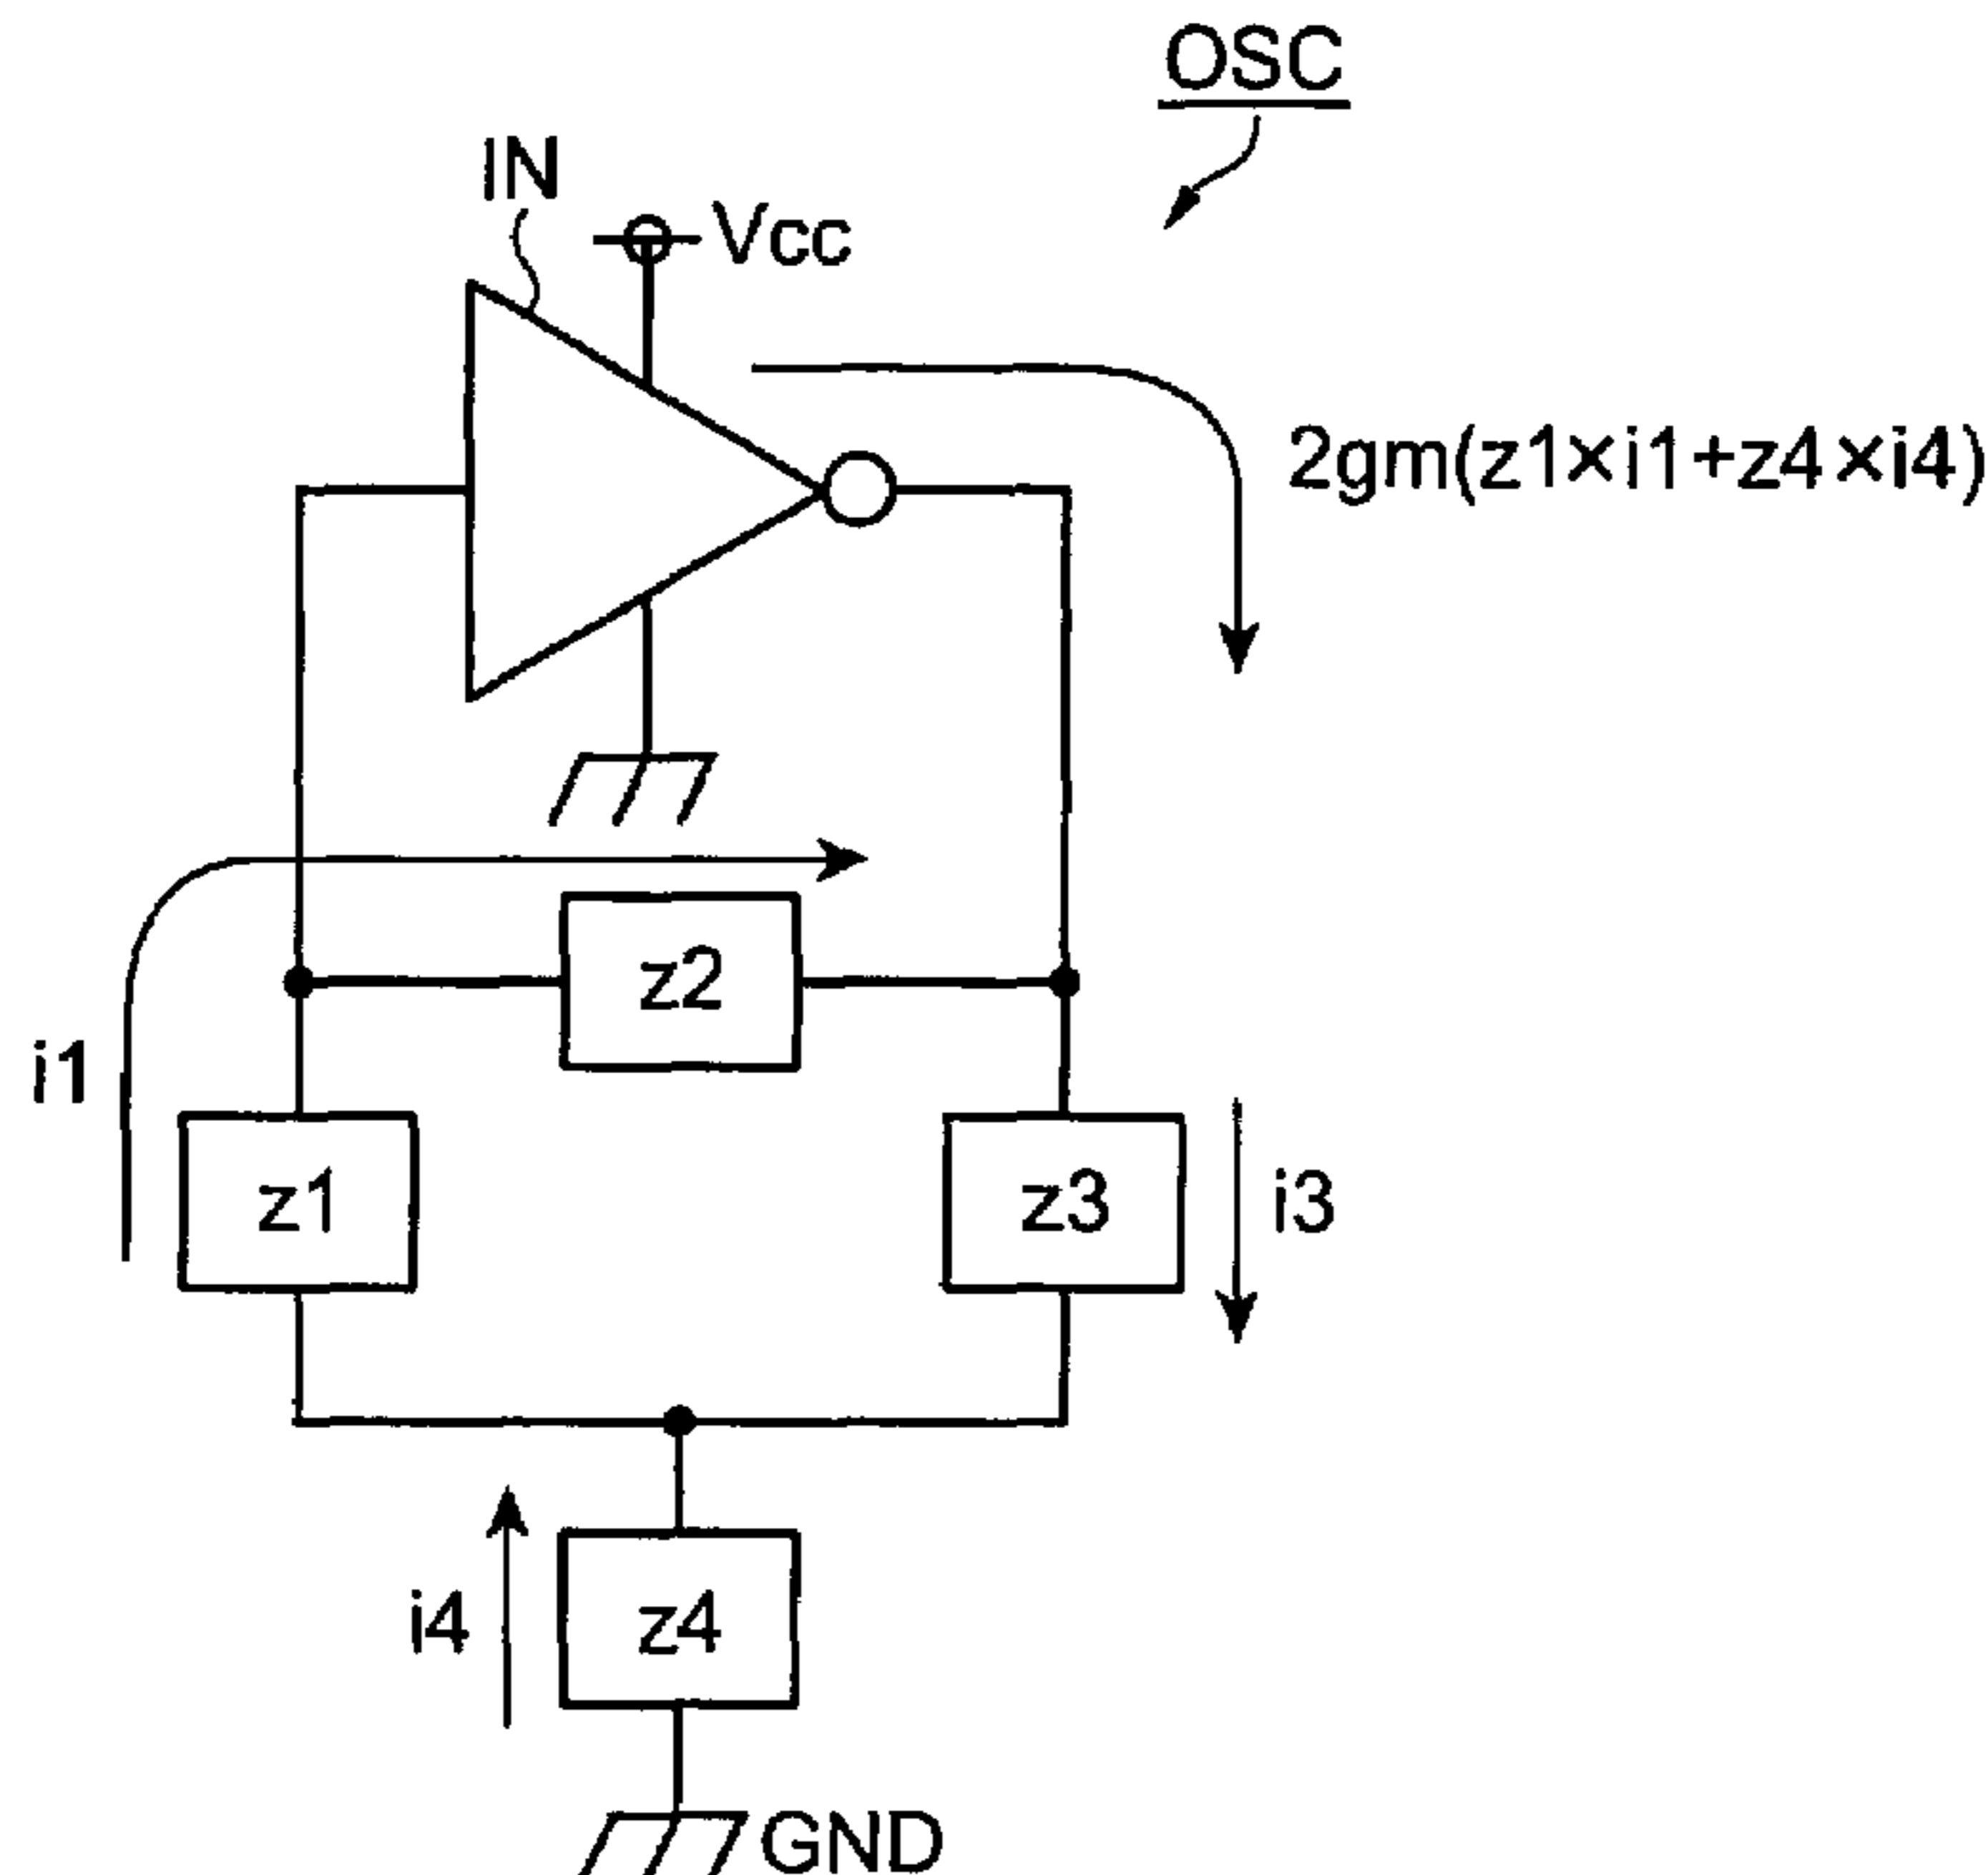 OSC
IN
Vcc
2gm(z1×i1+z4×i4)
z2
i1
z1
z3
i3
i4
z4
GND